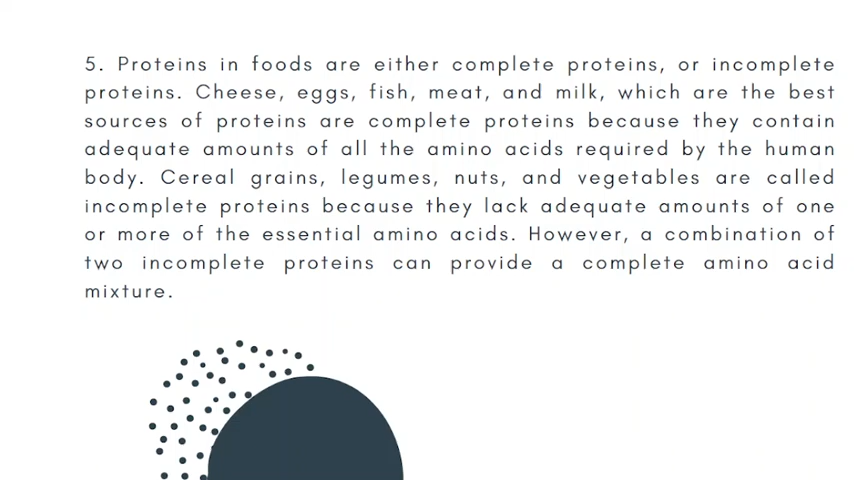 5. Proteins in foods are either complete proteins, or incomplete
proteins. Cheese, eggs, fish, meat, and milk, which are the best
sources of proteins are complete proteins because they contain
adequate amounts of all the amino acids required by the human
body. Cereal grains, legumes, nuts, and vegetables are called
incomplete proteins because they lack adequate amounts of one
or more of the essential amino acids. However, a combination of
two incomplete proteins can provide a complete amino acid
mixture.